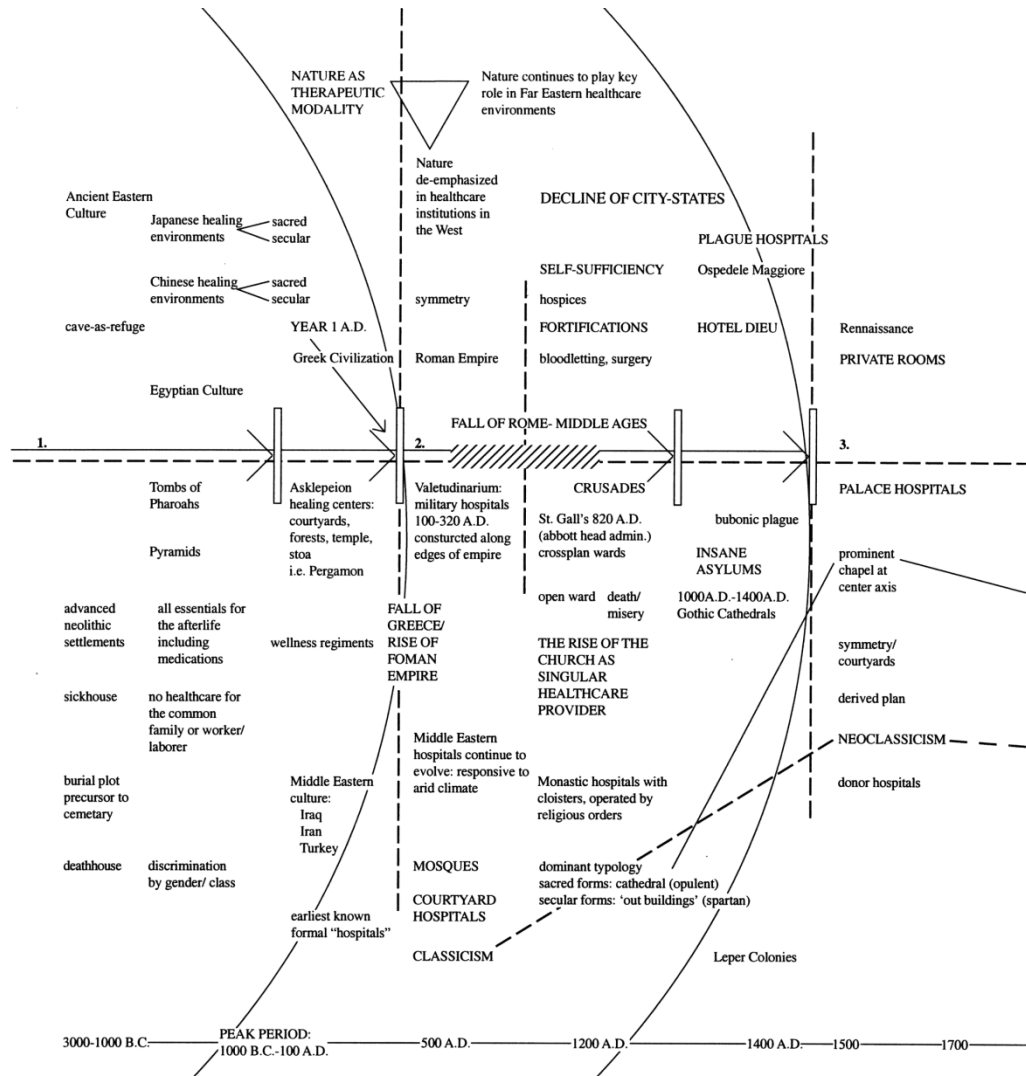 NATURE AS
THERAPEUTIC
MODALITY
Nature continues to play key
role in Far Eastern healthcare
environments
Nature
de-emphasized
in healthcare
institutions in
the West
Ancient Eastern
Culture
Japanese healing
environments
sacred
secular
Chinese healing
environments
sacred
secular
cave-as-refuge
YEAR 1 A.D.
Greek Civilization
Egyptian Culture
symmetry
Roman Empire
DECLINE OF CITY-STATES
SELF-SUFFICIENCY
hospices
FORTIFICATIONS
bloodletting, surgery
PLAGUE HOSPITALS
Ospedele Maggiore
HOTEL DIEU
Rennaissance
PRIVATE ROOMS
1.
2.
FALL OF ROME- MIDDLE AGES
3.
Tombs of
Pharoahs
Pyramids
Asklepeion
healing centers:
courtyards,
forests, temple,
stoa
i.e. Pergamon
Valetudinarium:
military hospitals
100-320 A.D.
consturcted along
edges of empire
CRUSADES
St. Gall's 820 A.D.
(abbott head admin.)
crossplan wards
bubonic plague
INSANE
ASYLUMS
PALACE HOSPITALS
prominent
chapel at
center axis
advanced
neolithic
settlements
all essentials for
the afterlife
including
medications
wellness regiments
FALL OF
GREECE/
RISE OF
FOMAN
EMPIRE
open ward
death/
misery
1000A.D.-1400A.D.
Gothic Cathedrals
THE RISE OF THE
CHURCH AS
SINGULAR
HEALTHCARE
PROVIDER
symmetry/
courtyards
sickhouse
no healthcare for
the common
family or worker/
laborer
derived plan
Middle Eastern
hospitals continue to
evolve: responsive to
arid climate
NEOCLASSICISM
burial plot
precursor to
cemetary
Middle Eastern
culture:
Iraq
Iran
Turkey
Monastic hospitals with
cloisters, operated by
religious orders
donor hospitals
deathhouse
discrimination
by gender/ class
MOSQUES
dominant typology
sacred forms: cathedral (opulent)
secular forms: 'out buildings' (spartan)
COURTYARD
HOSPITALS
earliest known
formal "hospitals"
CLASSICISM
Leper Colonies
3000-1000 B.C.
PEAK PERIOD:
1000 B.C.-100 A.D.
500 A.D.
1200 A.D.
1400 A.D.
1500
1700